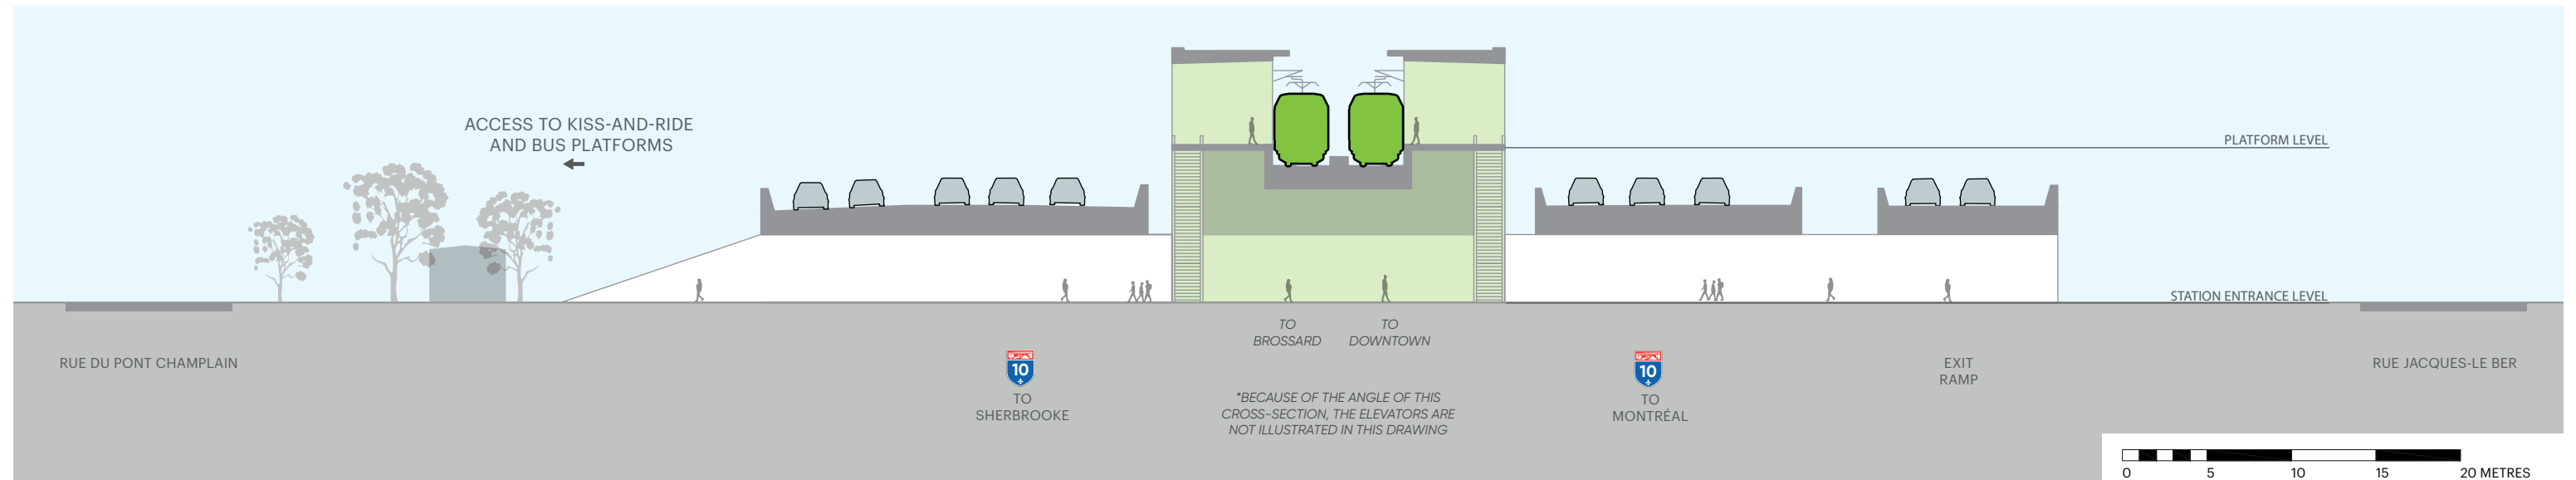 ACCESS TO KISS-AND-RIDE
AND BUS PLATFORMS
PLATFORM LEVEL
STATION ENTRANCE LEVEL
TO
BROSSARD
TO
DOWNTOWN
RUE DU PONT CHAMPLAIN
10
TO
SHERBROOKE
*BECAUSE OF THE ANGLE OF THIS
CROSS-SECTION, THE ELEVATORS ARE
NOT ILLUSTRATED IN THIS DRAWING
10
TO
MONTRÉAL
EXIT
RAMP
RUE JACQUES-LE BER
0 5 10 15 20 METRES